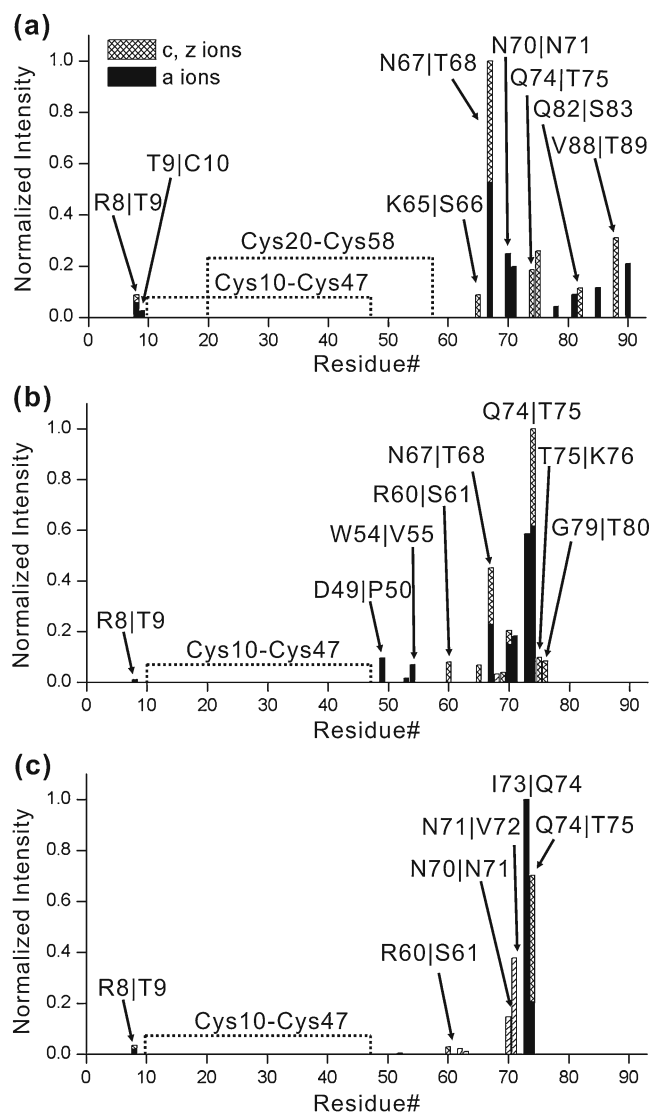 (a)
c, z ions
a ions
N67|T68
N70|N71
Q74|T75
Q82|S83
V88|T89
T9|C10
R8|T9
K65|S66
Cys20-Cys58
Cys10-Cys47
Normalized Intensity
1.0
0.8
0.6
0.4
0.2
0.0
0 10 20 30 40 50 60 70 80 90
Residue#
(b)
Q74|T75
N67|T68
T75|K76
R60|S61
G79|T80
W54|V55
D49|P50
R8|T9
Cys10-Cys47
Normalized Intensity
1.0
0.8
0.6
0.4
0.2
0.0
0 10 20 30 40 50 60 70 80 90
Residue#
(c)
I73|Q74
N71|V72
Q74|T75
N70|N71
R60|S61
R8|T9
Cys10-Cys47
Normalized Intensity
1.0
0.8
0.6
0.4
0.2
0.0
0 10 20 30 40 50 60 70 80 90
Residue#